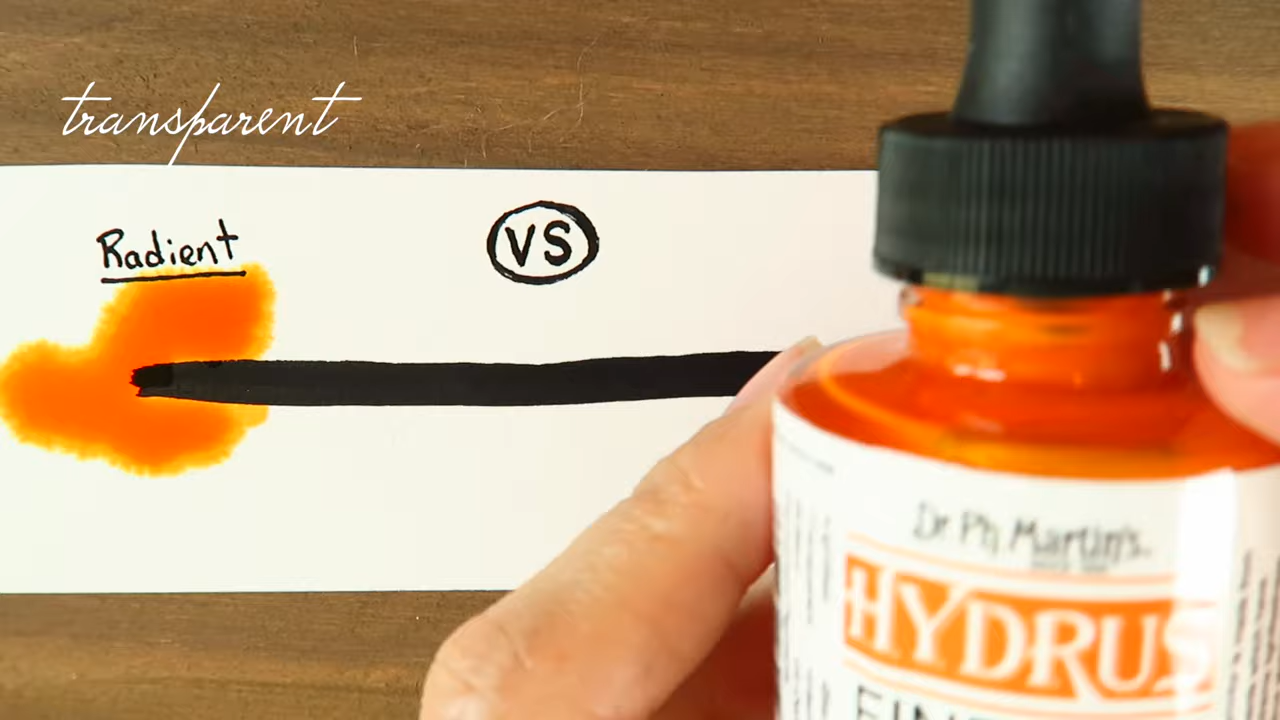 transparent
Radient
VS
Dr. Ph. Martin's
HYDRUS